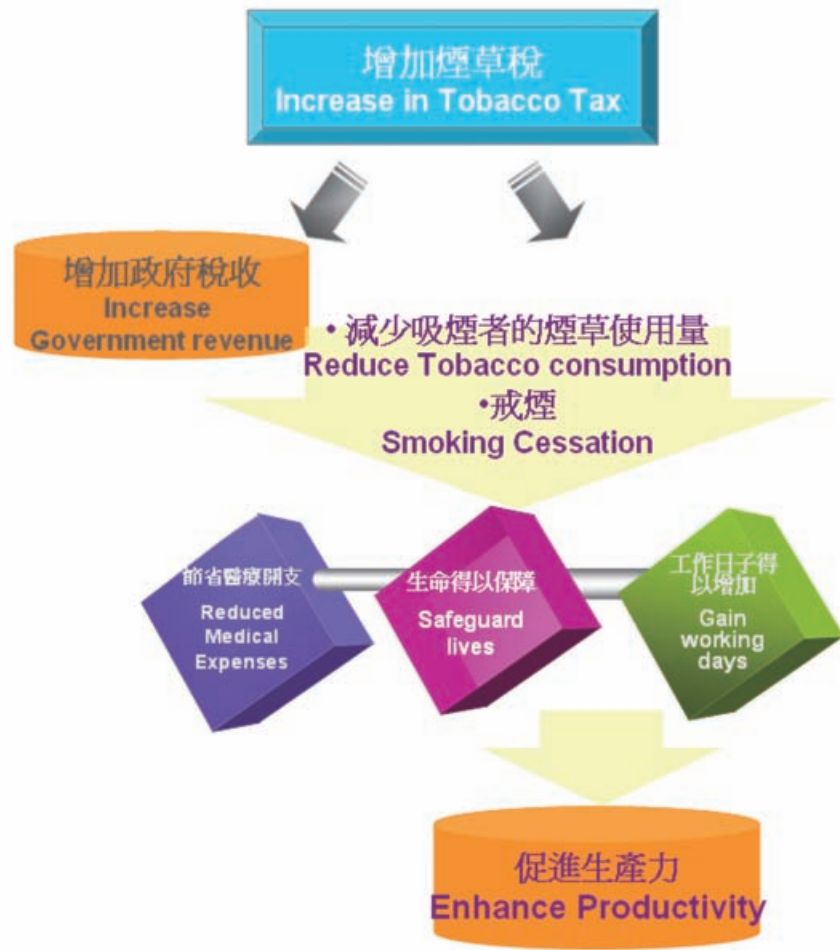 增加煙草稅
Increase in Tobacco Tax
增加政府稅收
Increase
Government revenue
• 減少吸煙者的煙草使用量
Reduce Tobacco consumption
•戒煙
Smoking Cessation
節省醫療開支
Reduced
Medical
Expenses
生命得以保障
Safeguard
lives
工作日子得
以增加
Gain
working
days
促進生產力
Enhance Productivity